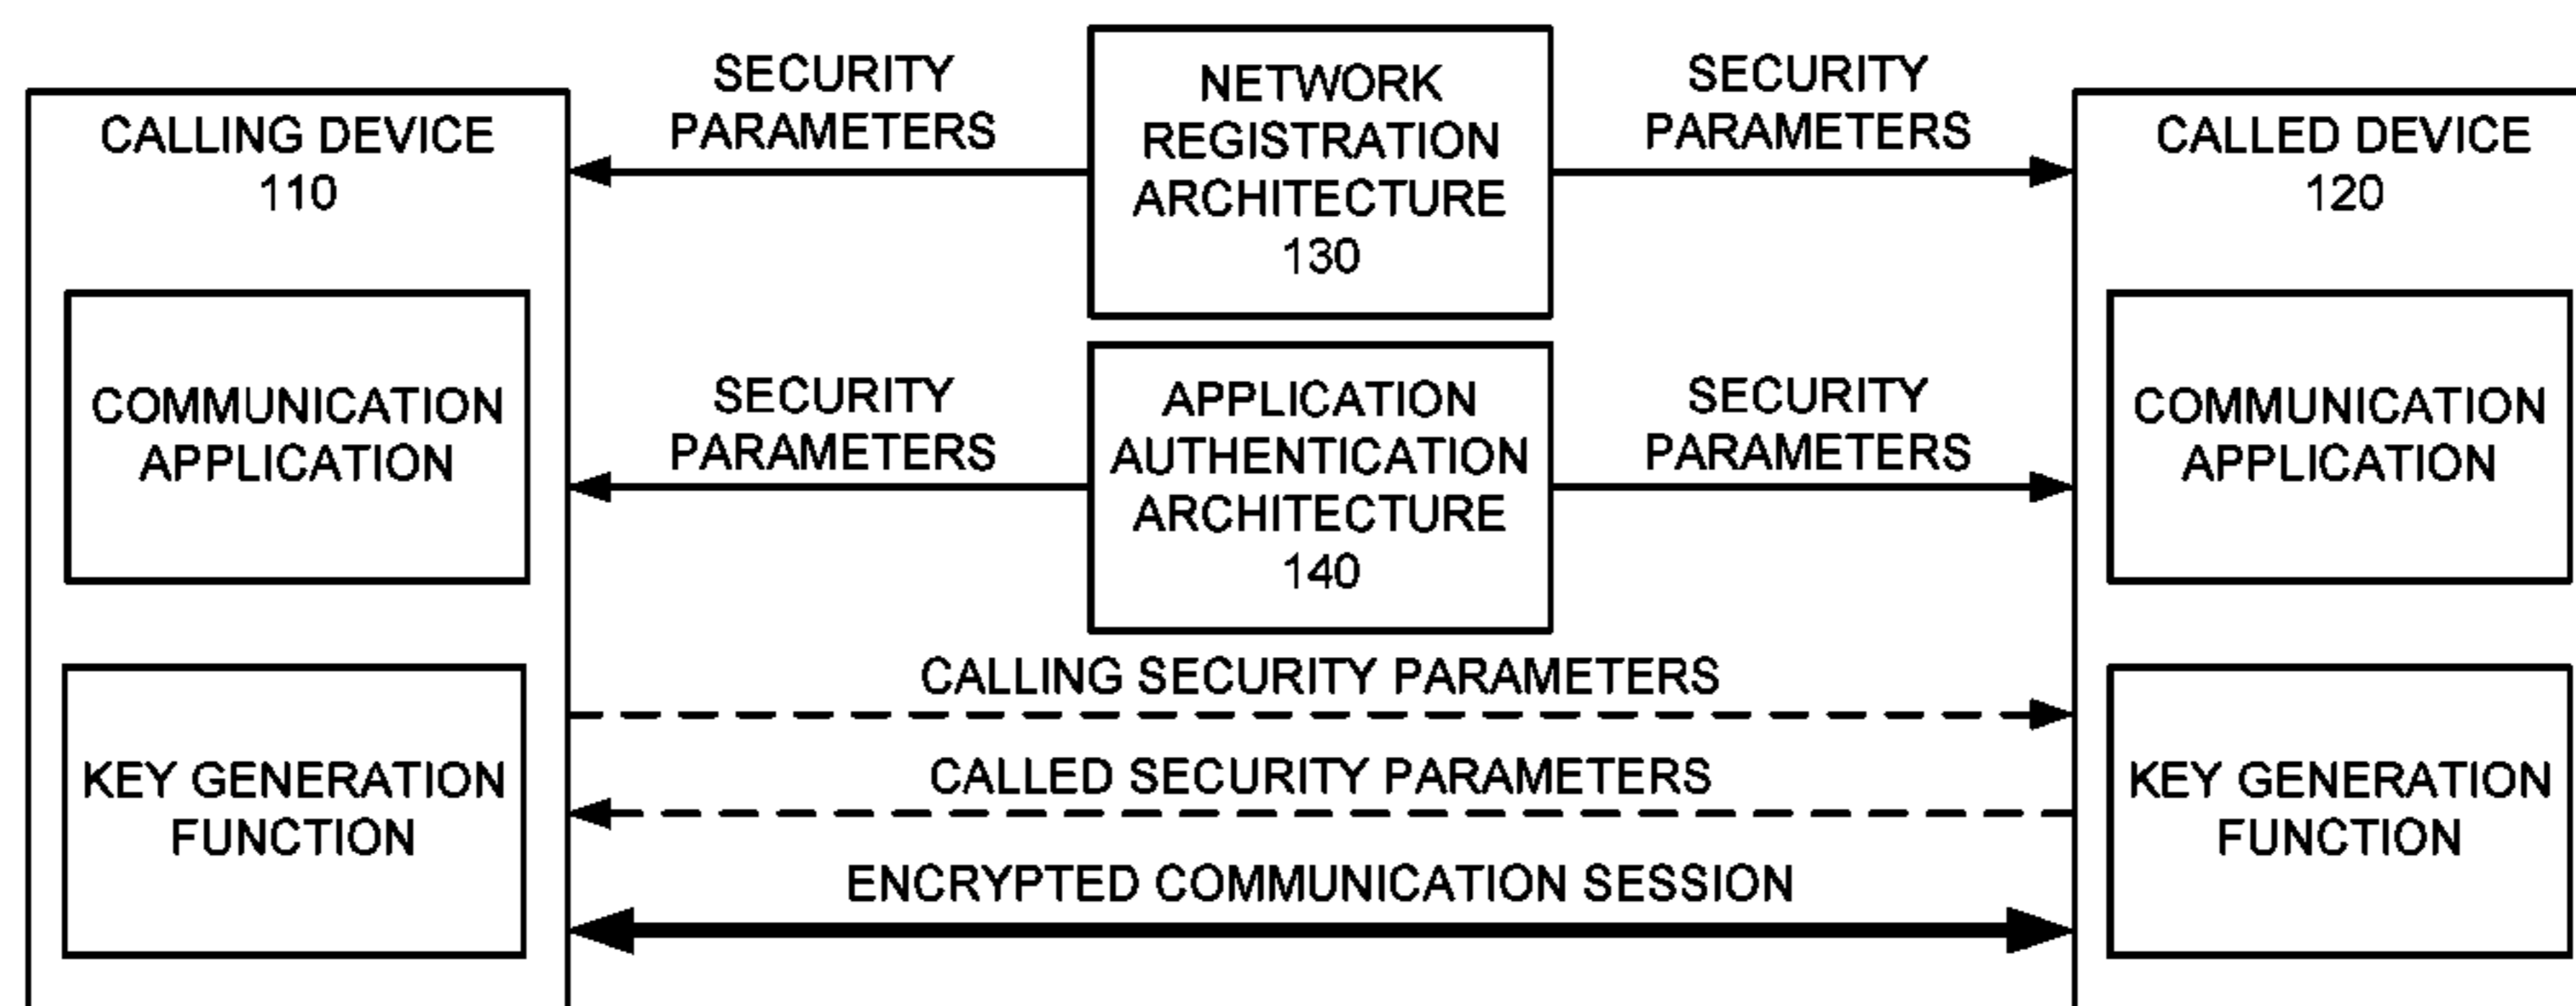 CALLING DEVICE
110
COMMUNICATION
APPLICATION
KEY GENERATION
FUNCTION
SECURITY
PARAMETERS
NETWORK
REGISTRATION
ARCHITECTURE
130
SECURITY
PARAMETERS
SECURITY
PARAMETERS
APPLICATION
AUTHENTICATION
ARCHITECTURE
140
SECURITY
PARAMETERS
CALLING SECURITY PARAMETERS
CALLED SECURITY PARAMETERS
ENCRYPTED COMMUNICATION SESSION
CALLED DEVICE
120
COMMUNICATION
APPLICATION
KEY GENERATION
FUNCTION